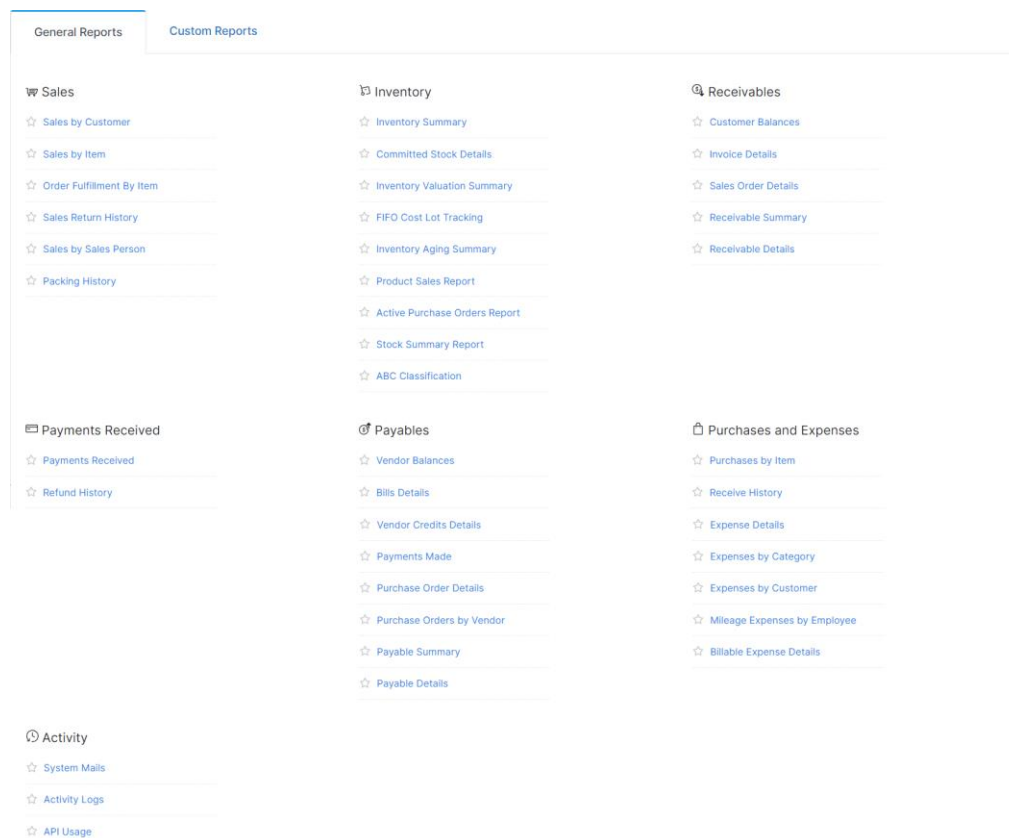 General Reports
Custom Reports
Sales
Sales by Customer
Sales by Item
Order Fulfillment By Item
Sales Return History
Sales by Sales Person
Packing History
Inventory
Inventory Summary
Committed Stock Details
Inventory Valuation Summary
FIFO Cost Lot Tracking
Inventory Aging Summary
Product Sales Report
Active Purchase Orders Report
Stock Summary Report
ABC Classification
Receivables
Customer Balances
Invoice Details
Sales Order Details
Receivable Summary
Receivable Details
Payments Received
Payments Received
Refund History
Payables
Vendor Balances
Bills Details
Vendor Credits Details
Payments Made
Purchase Order Details
Purchase Orders by Vendor
Payable Summary
Payable Details
Purchases and Expenses
Purchases by Item
Receive History
Expense Details
Expenses by Category
Expenses by Customer
Mileage Expenses by Employee
Billable Expense Details
Activity
System Mails
Activity Logs
API Usage